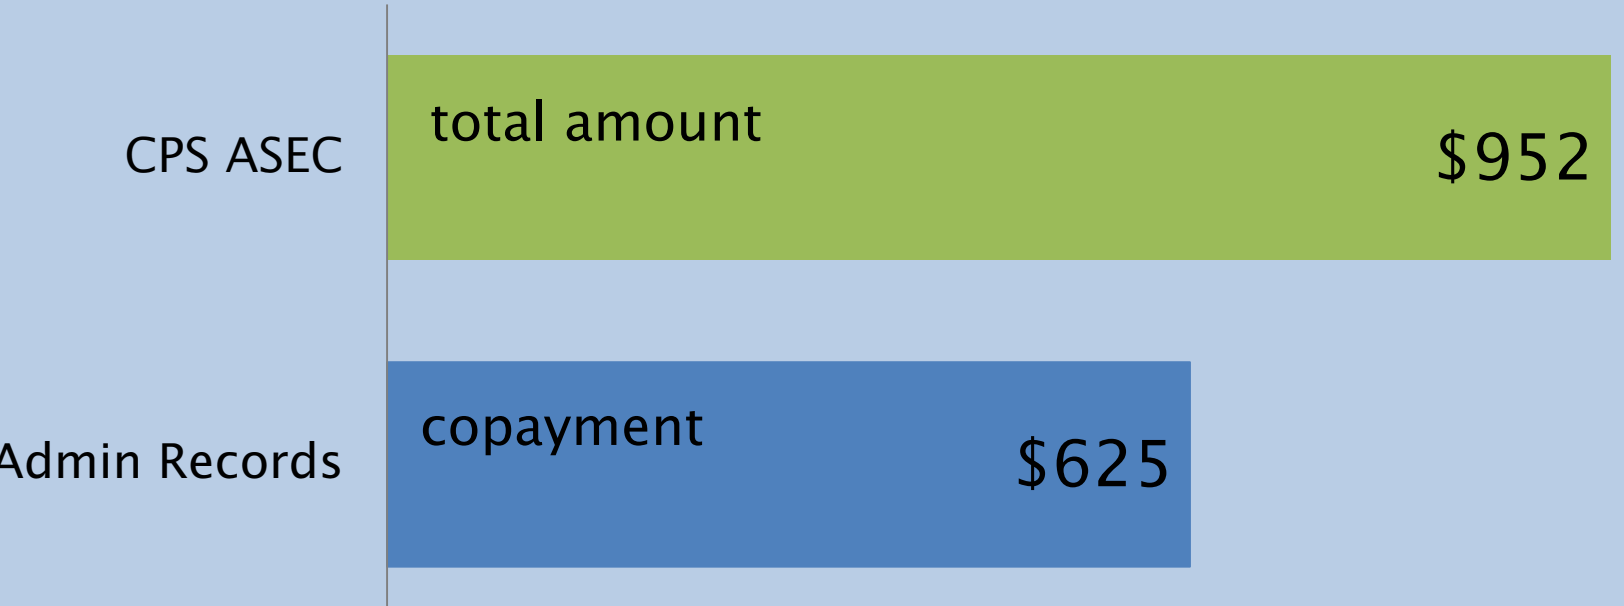 total amount
CPS ASEC
$952
copayment
Admin Records
$625